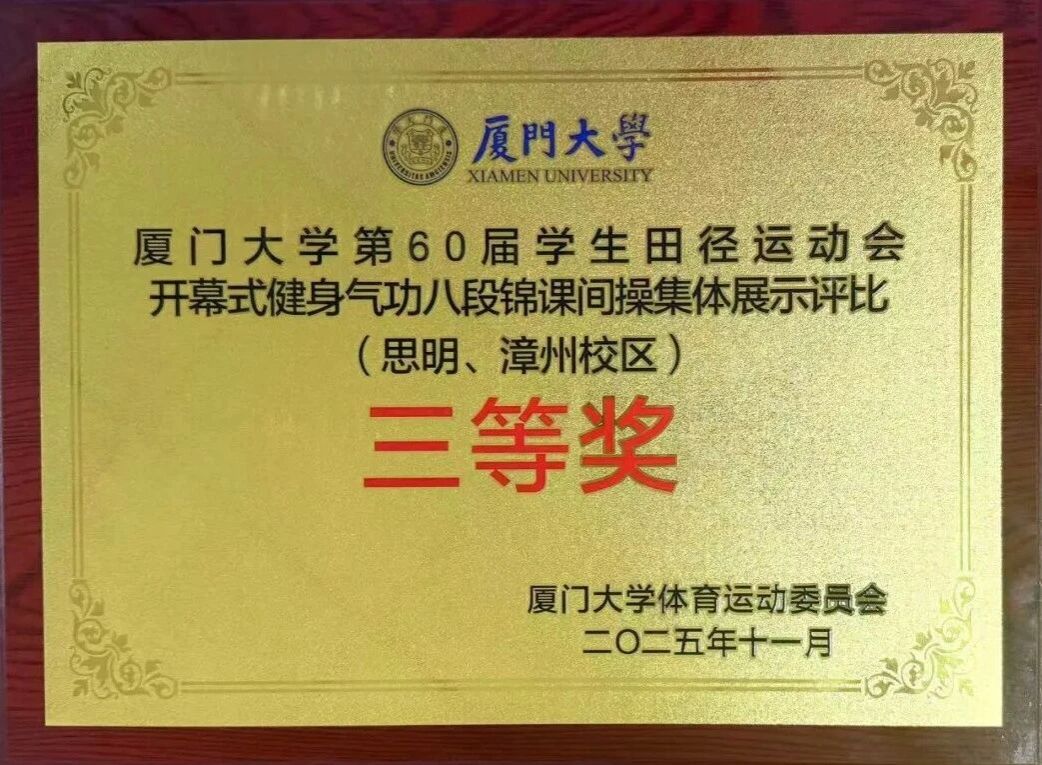 厦門大學
XIAMEN UNIVERSITY
厦门大学第60届学生田径运动会
开幕式健身气功八段锦课间操集体展示评比
（思明、漳州校区）
三等奖
厦门大学体育运动委员会
二〇二五年十一月